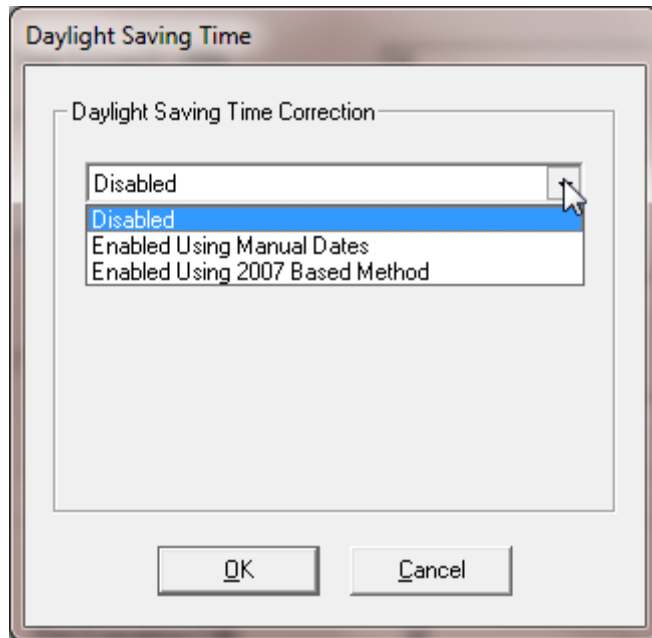 Daylight Saving Time
Daylight Saving Time Correction
Disabled
Disabled
Enabled Using Manual Dates
Enabled Using 2007 Based Method
OK
Cancel